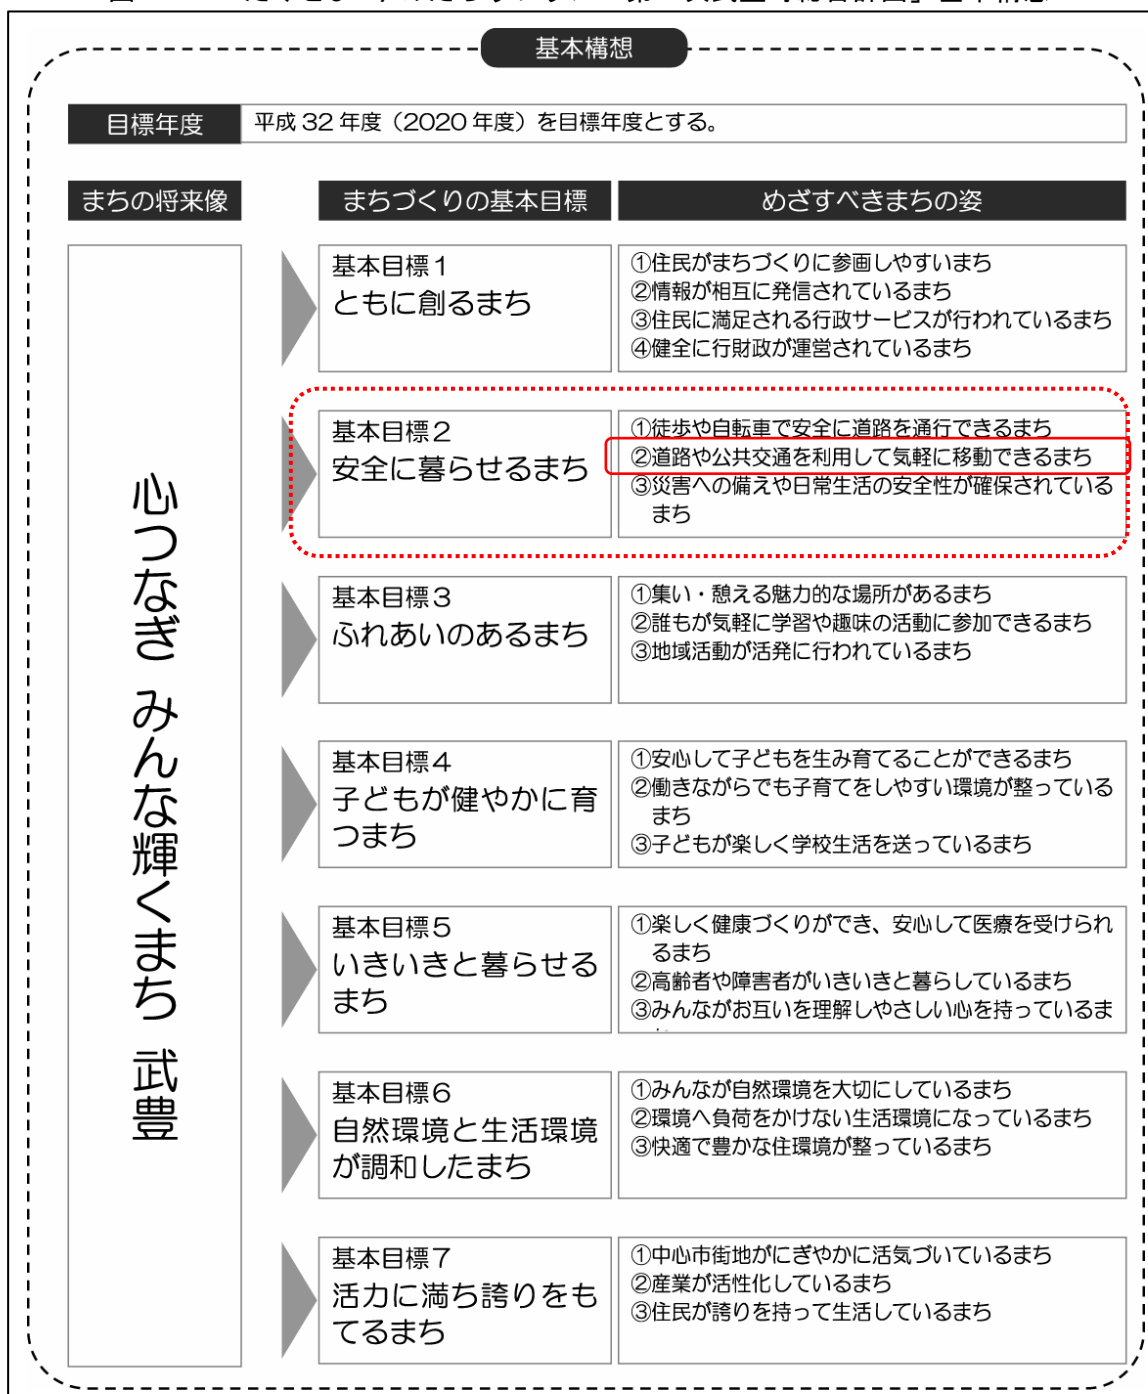 基本構想
目標年度
平成 32 年度（2020 年度）を目標年度とする。
まちの将来像
まちづくりの基本目標
めざすべきまちの姿
心つなぎ みんな輝くまち 武豊
基本目標１
ともに創るまち
①住民がまちづくりに参画しやすいまち
②情報が相互に発信されているまち
③住民に満足される行政サービスが行われているまち
④健全に行財政が運営されているまち
基本目標２
安全に暮らせるまち
①徒歩や自転車で安全に道路を通行できるまち
②道路や公共交通を利用して気軽に移動できるまち
③災害への備えや日常生活の安全性が確保されている
まち
基本目標３
ふれあいのあるまち
①集い・憩える魅力的な場所があるまち
②誰もが気軽に学習や趣味の活動に参加できるまち
③地域活動が活発に行われているまち
基本目標４
子どもが健やかに育
つまち
①安心して子どもを生み育てることができるまち
②働きながらでも子育てをしやすい環境が整っている
まち
③子どもが楽しく学校生活を送っているまち
基本目標５
いきいきと暮らせる
まち
①楽しく健康づくりができ、安心して医療を受けられ
るまち
②高齢者や障害者がいきいきと暮らしているまち
③みんながお互いを理解しやさしい心を持っているま
基本目標６
自然環境と生活環境
が調和したまち
①みんなが自然環境を大切にしているまち
②環境へ負荷をかけない生活環境になっているまち
③快適で豊かな住環境が整っているまち
基本目標７
活力に満ち誇りをも
てるまち
①中心市街地がにぎやかに活気づいているまち
②産業が活性化しているまち
③住民が誇りを持って生活しているまち